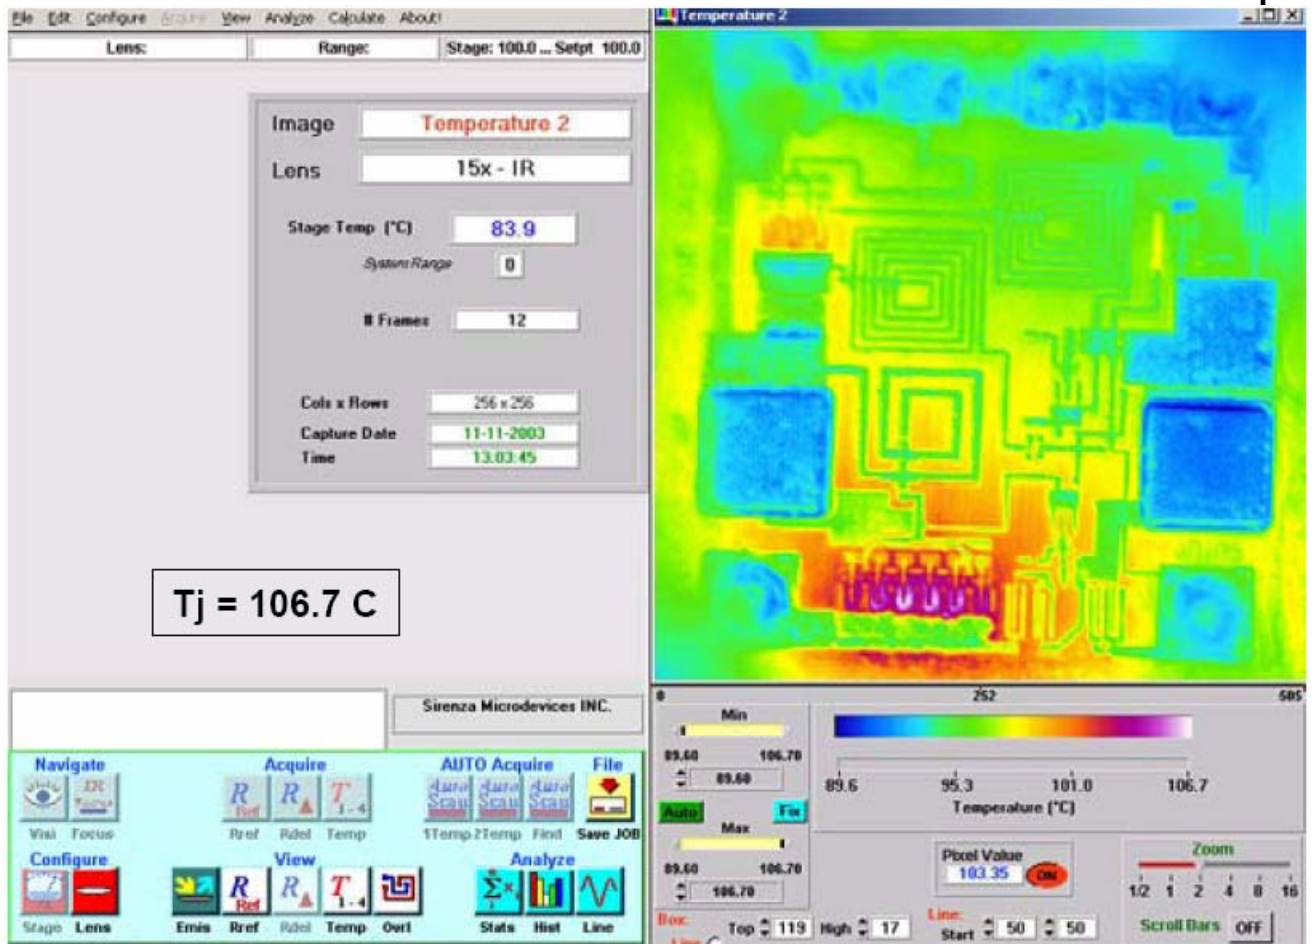 File Edit Configure Acquire View Analyze Calculate About!
Lens: Range: Stage: 100.0 ... Setpt 100.0
Image Temperature 2
Lens 15x - IR
Stage Temp (°C) 83.9
System Range 0
# Frames 12
Cols x Rows 256 x 256
Capture Date 11-11-2003
Time 13:03:45
Tj = 106.7 C
Sirenza Microdevices INC.
Navigate Acquire AUTO Acquire File
Visi Focus Rref Rdel Temp 1Temp 2Temp Find Save JOB
Configure View Analyze
Stage Lens Emis Rref Rdel Temp Ovrl Stats Hist Line
Temperature 2
0 252 505
Min
89.60 106.70
89.60
Auto Fix
Max
89.60 106.70
106.70
89.6 95.3 101.0 106.7
Temperature (°C)
Pixel Value
103.35 ON
Zoom
1/2 1 2 4 8 16
Box: Top 119 High 17
Line: Start 50 50
Scroll Bars OFF